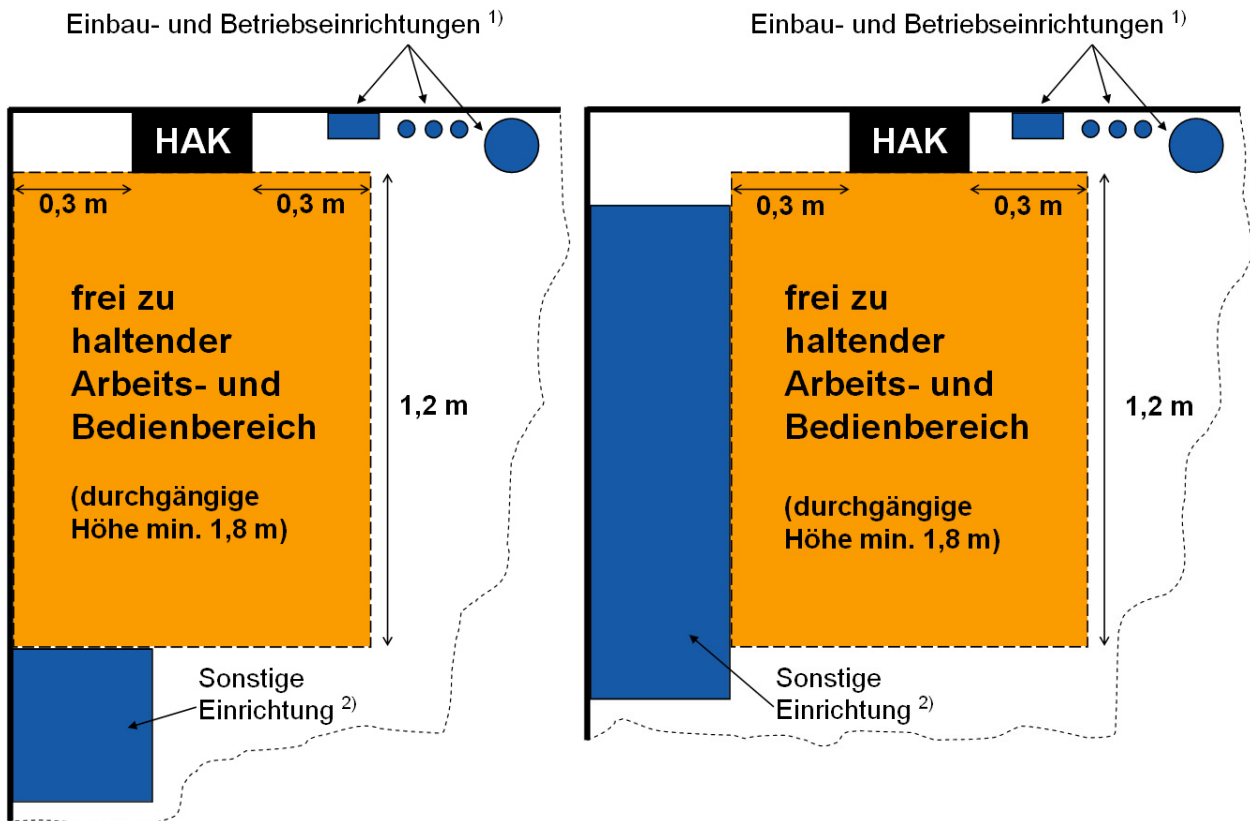 Einbau- und Betriebseinrichtungen 1)
HAK
0,3 m
0,3 m
frei zu
haltender
Arbeits- und
Bedienbereich
(durchgängige
Höhe min. 1,8 m)
1,2 m
Sonstige
Einrichtung 2)
Einbau- und Betriebseinrichtungen 1)
HAK
0,3 m
0,3 m
frei zu
haltender
Arbeits- und
Bedienbereich
(durchgängige
Höhe min. 1,8 m)
1,2 m
Sonstige
Einrichtung 2)